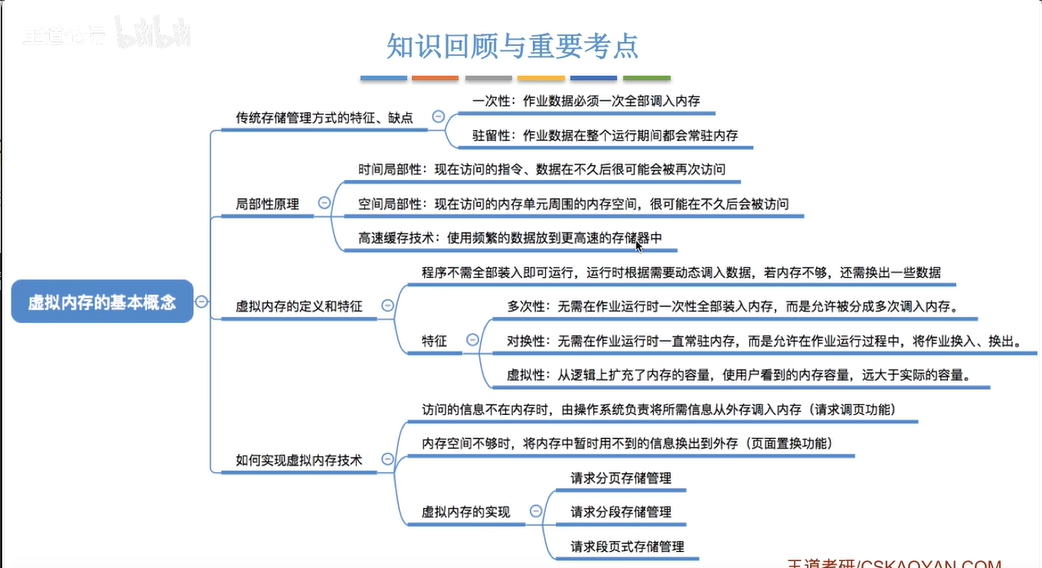 王道论坛 bilibili
知识回顾与重要考点
一次性：作业数据必须一次全部调入内存
传统存储管理方式的特征、缺点
驻留性：作业数据在整个运行期间都会常驻内存
时间局部性：现在访问的指令、数据在不久后很可能会被再次访问
局部性原理
空间局部性：现在访问的内存单元周围的内存空间，很可能在不久后会被访问
高速缓存技术：使用频繁的数据放到更高速的存储器中
程序不需全部装入即可运行，运行时根据需要动态调入数据，若内存不够，还需换出一些数据
虚拟内存的基本概念
虚拟内存的定义和特征
多次性：无需在作业运行时一次性全部装入内存，而是允许被分成多次调入内存。
特征
对换性：无需在作业运行时一直常驻内存，而是允许在作业运行过程中，将作业换入、换出。
虚拟性：从逻辑上扩充了内存的容量，使用户看到的内存容量，远大于实际的容量。
访问的信息不在内存时，由操作系统负责将所需信息从外存调入内存（请求调页功能）
内存空间不够时，将内存中暂时用不到的信息换出到外存（页面置换功能）
如何实现虚拟内存技术
请求分页存储管理
虚拟内存的实现
请求分段存储管理
请求段页式存储管理
王道考研/CSKAOYAN.COM